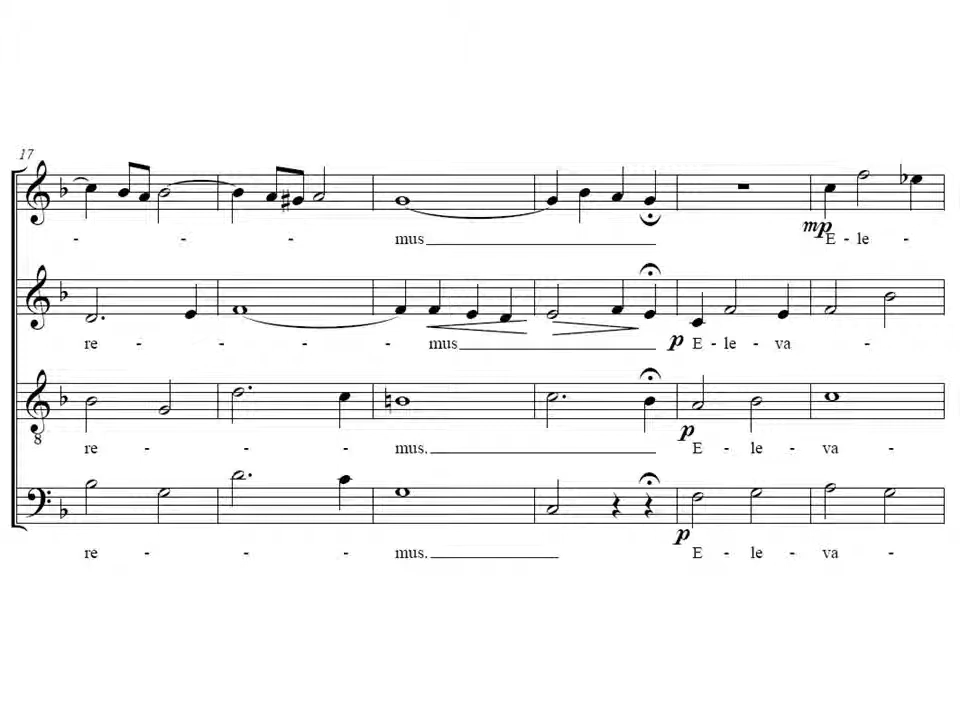 17
- - - mus
mp E - le -
re - - - - mus
p E - le - va -
8
re - - - mus.
p E - le - va -
re - - - mus.
p E - le - va -